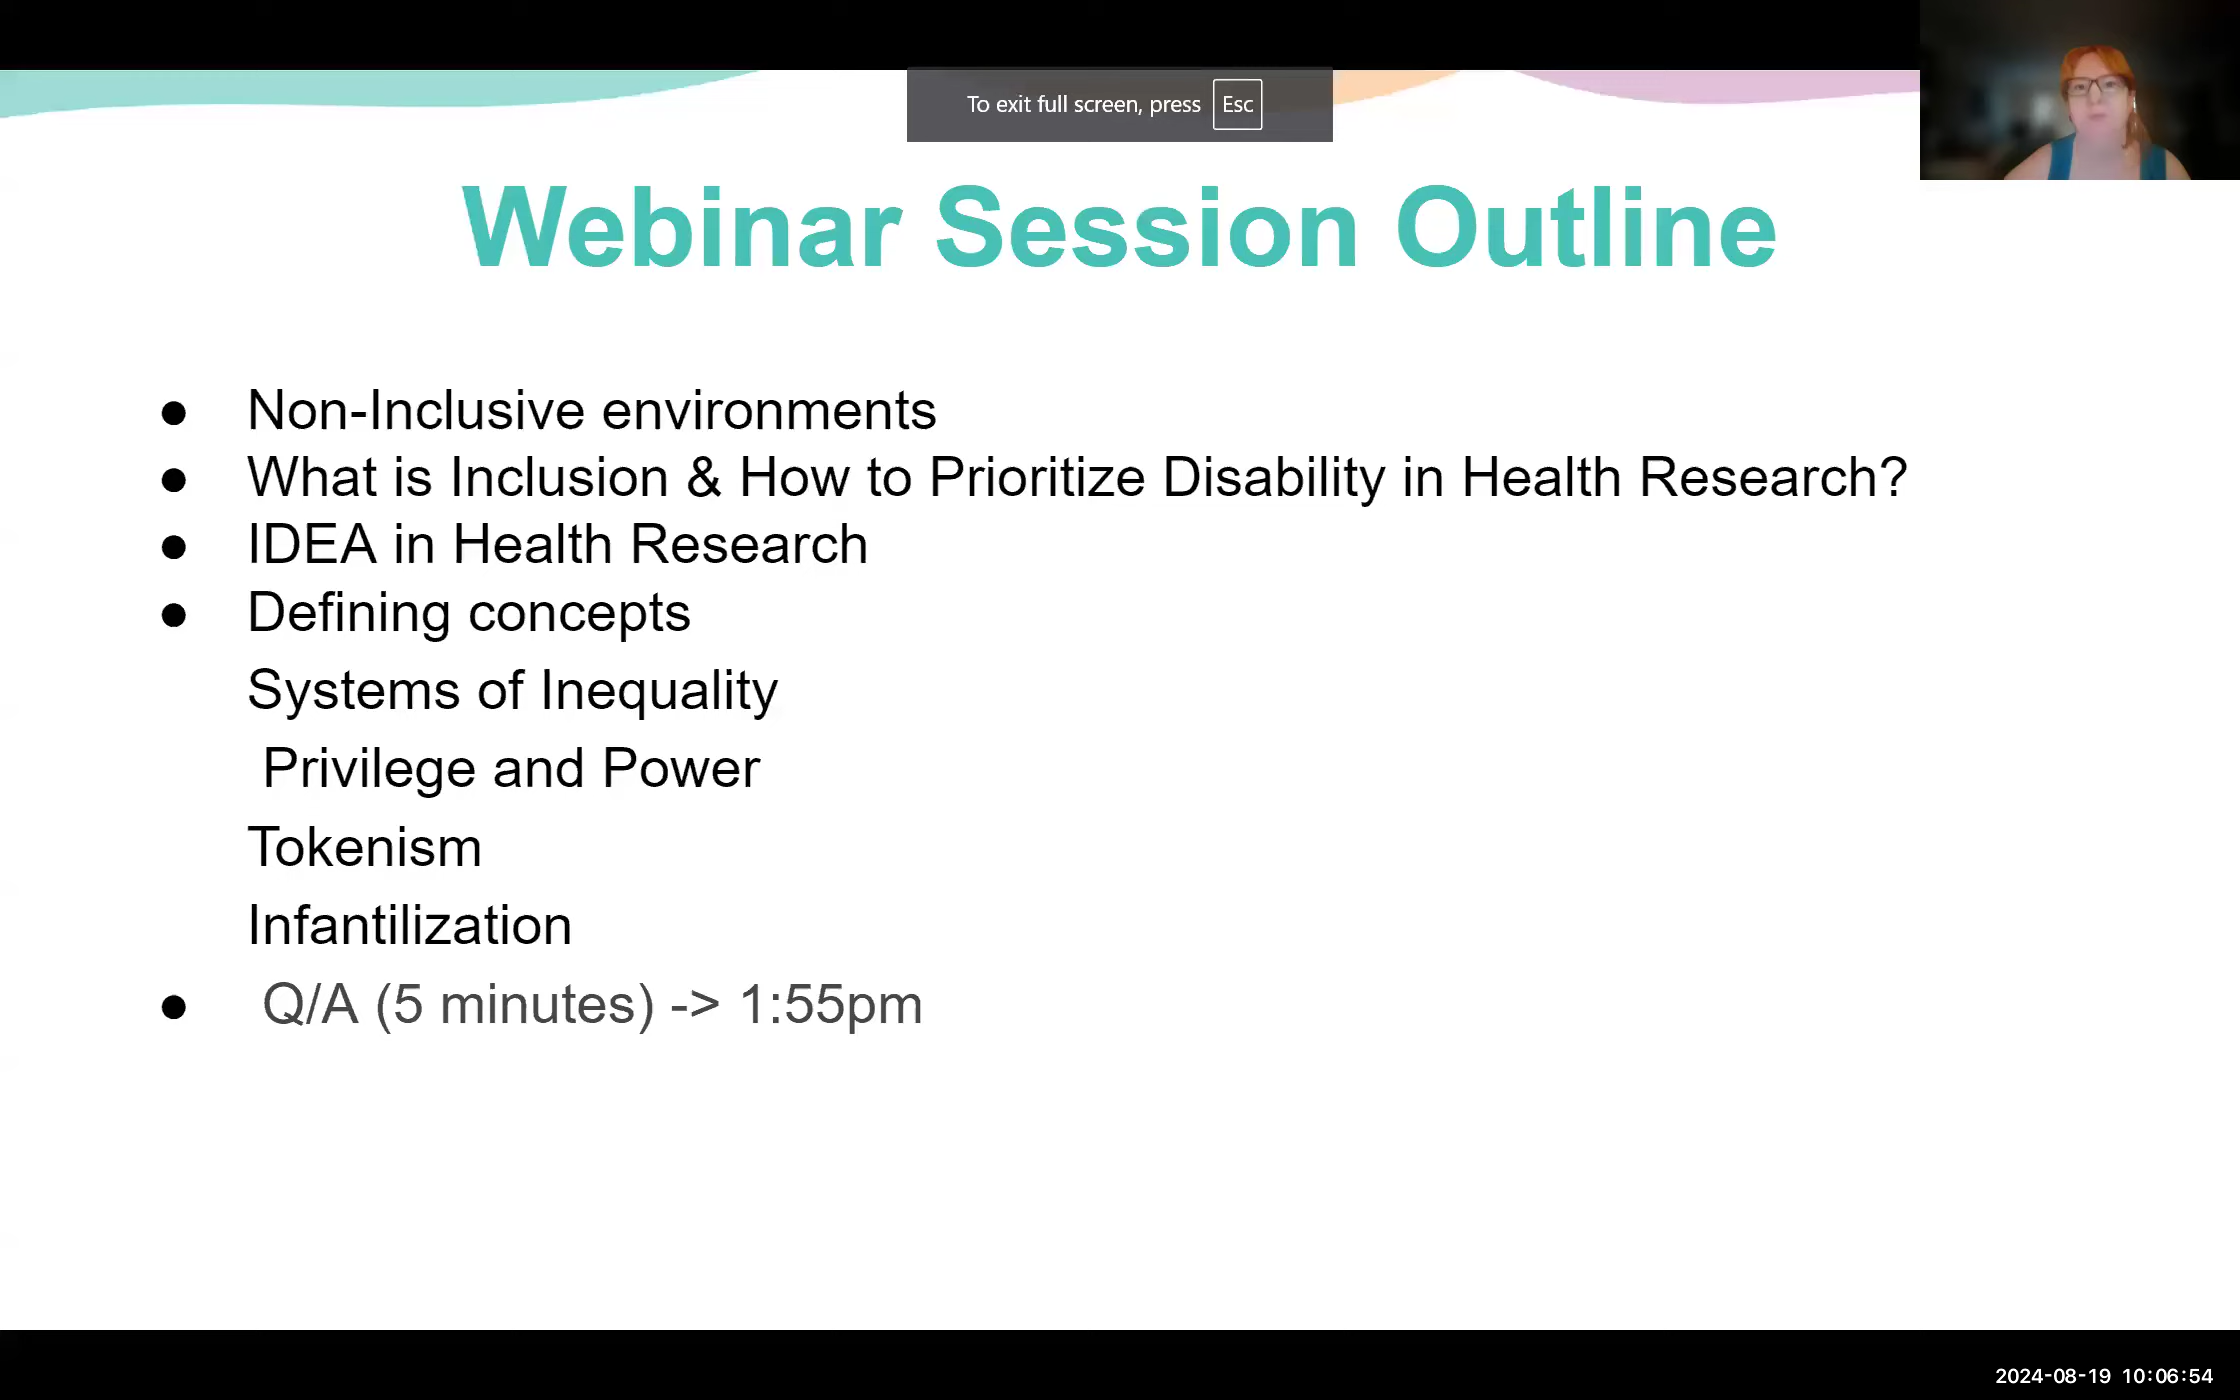 To exit full screen, press Esc
Webinar Session Outline
● Non-Inclusive environments
● What is Inclusion & How to Prioritize Disability in Health Research?
● IDEA in Health Research
● Defining concepts
Systems of Inequality
Privilege and Power
Tokenism
Infantilization
● Q/A (5 minutes) -> 1:55pm
2024-08-19 10:06:54